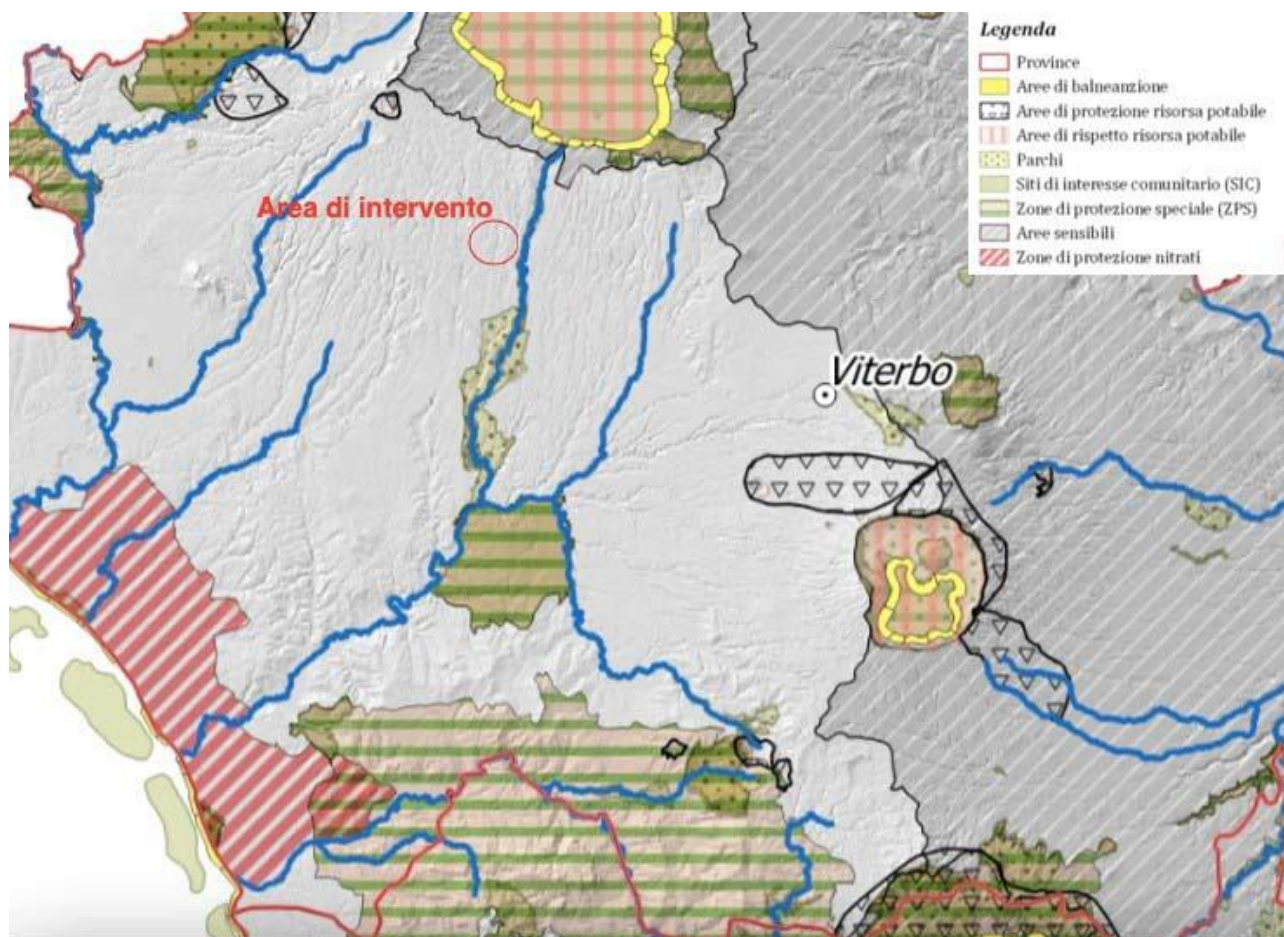 Legenda
Province
Aree di balneanzione
Aree di protezione risorsa potabile
Aree di rispetto risorsa potabile
Parchi
Siti di interesse comunitario (SIC)
Zone di protezione speciale (ZPS)
Aree sensibili
Zone di protezione nitrati
Area di intervento
Viterbo